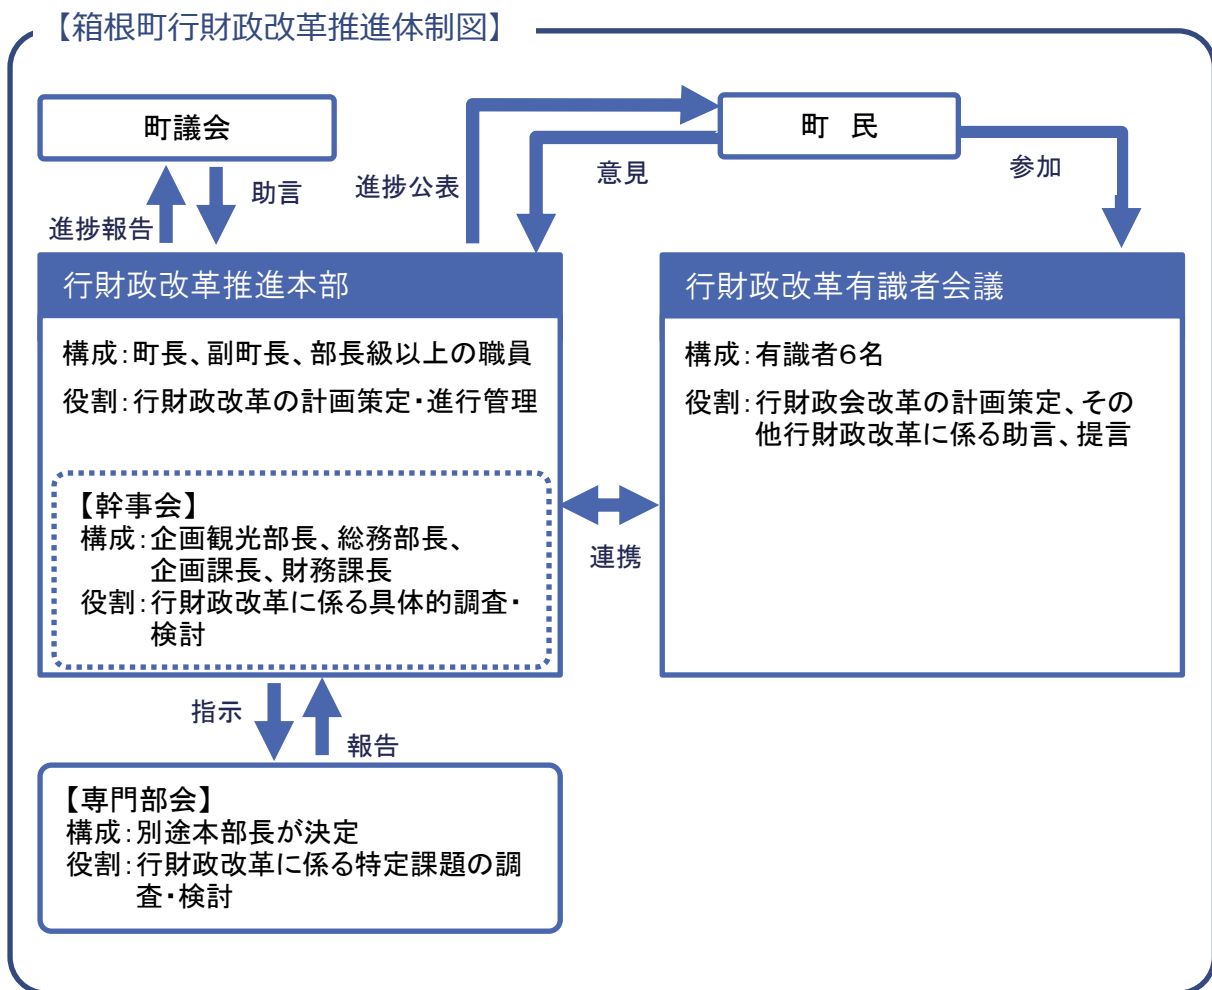 【箱根町行財政改革推進体制図】
町議会
町　民
進捗報告
助言
進捗公表
意見
参加
行財政改革推進本部
構成：町長、副町長、部長級以上の職員
役割：行財政改革の計画策定・進行管理
【幹事会】
構成：企画観光部長、総務部長、
企画課長、財務課長
役割：行財政改革に係る具体的調査・
検討
連携
行財政改革有識者会議
構成：有識者６名
役割：行財政会改革の計画策定、その
他行財政改革に係る助言、提言
指示
報告
【専門部会】
構成：別途本部長が決定
役割：行財政改革に係る特定課題の調
査・検討